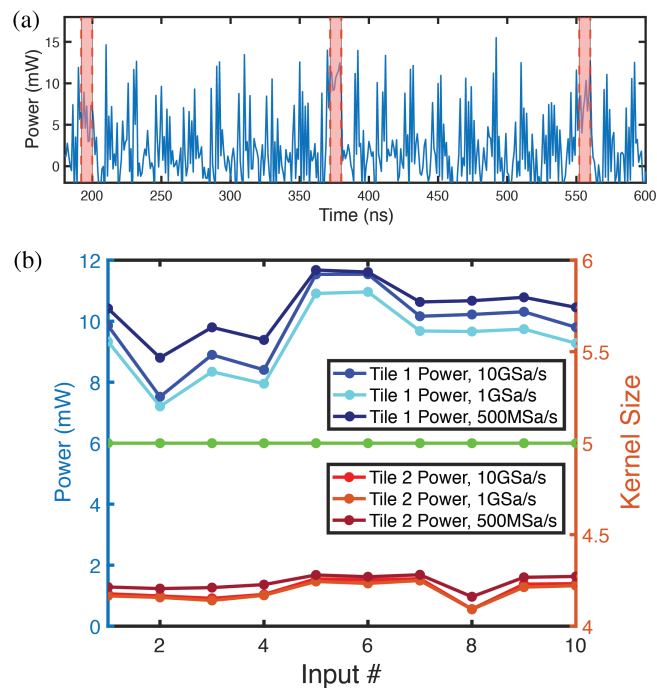 (a)
Power (mW)
15
10
5
0
200
250
300
350
400
450
500
550
600
Time (ns)
(b)
12
10
8
6
4
2
0
Power (mW)
6
5.5
5
4.5
4
Kernel Size
Tile 1 Power, 10GSa/s
Tile 1 Power, 1GSa/s
Tile 1 Power, 500MSa/s
Tile 2 Power, 10GSa/s
Tile 2 Power, 1GSa/s
Tile 2 Power, 500MSa/s
2
4
6
8
10
Input #